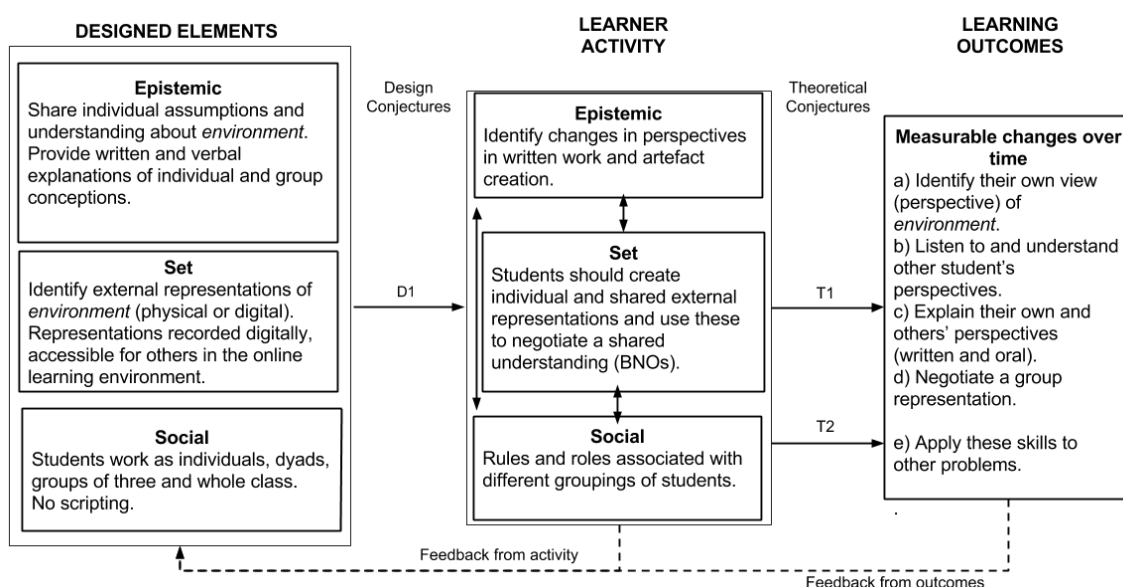 DESIGNED ELEMENTS
Epistemic
Share individual assumptions and
understanding about environment.
Provide written and verbal
explanations of individual and group
conceptions.
Set
Identify external representations of
environment (physical or digital).
Representations recorded digitally,
accessible for others in the online
learning environment.
Social
Students work as individuals, dyads,
groups of three and whole class.
No scripting.
Design
Conjectures
D1
LEARNER
ACTIVITY
Epistemic
Identify changes in perspectives
in written work and artefact
creation.
Set
Students should create
individual and shared external
representations and use these
to negotiate a shared
understanding (BNOs).
Social
Rules and roles associated with
different groupings of students.
Theoretical
Conjectures
T1
T2
LEARNING
OUTCOMES
Measurable changes over
time
a) Identify their own view
(perspective) of
environment.
b) Listen to and understand
other student's
perspectives.
c) Explain their own and
others' perspectives
(written and oral).
d) Negotiate a group
representation.
e) Apply these skills to
other problems.
.
Feedback from activity
Feedback from outcomes